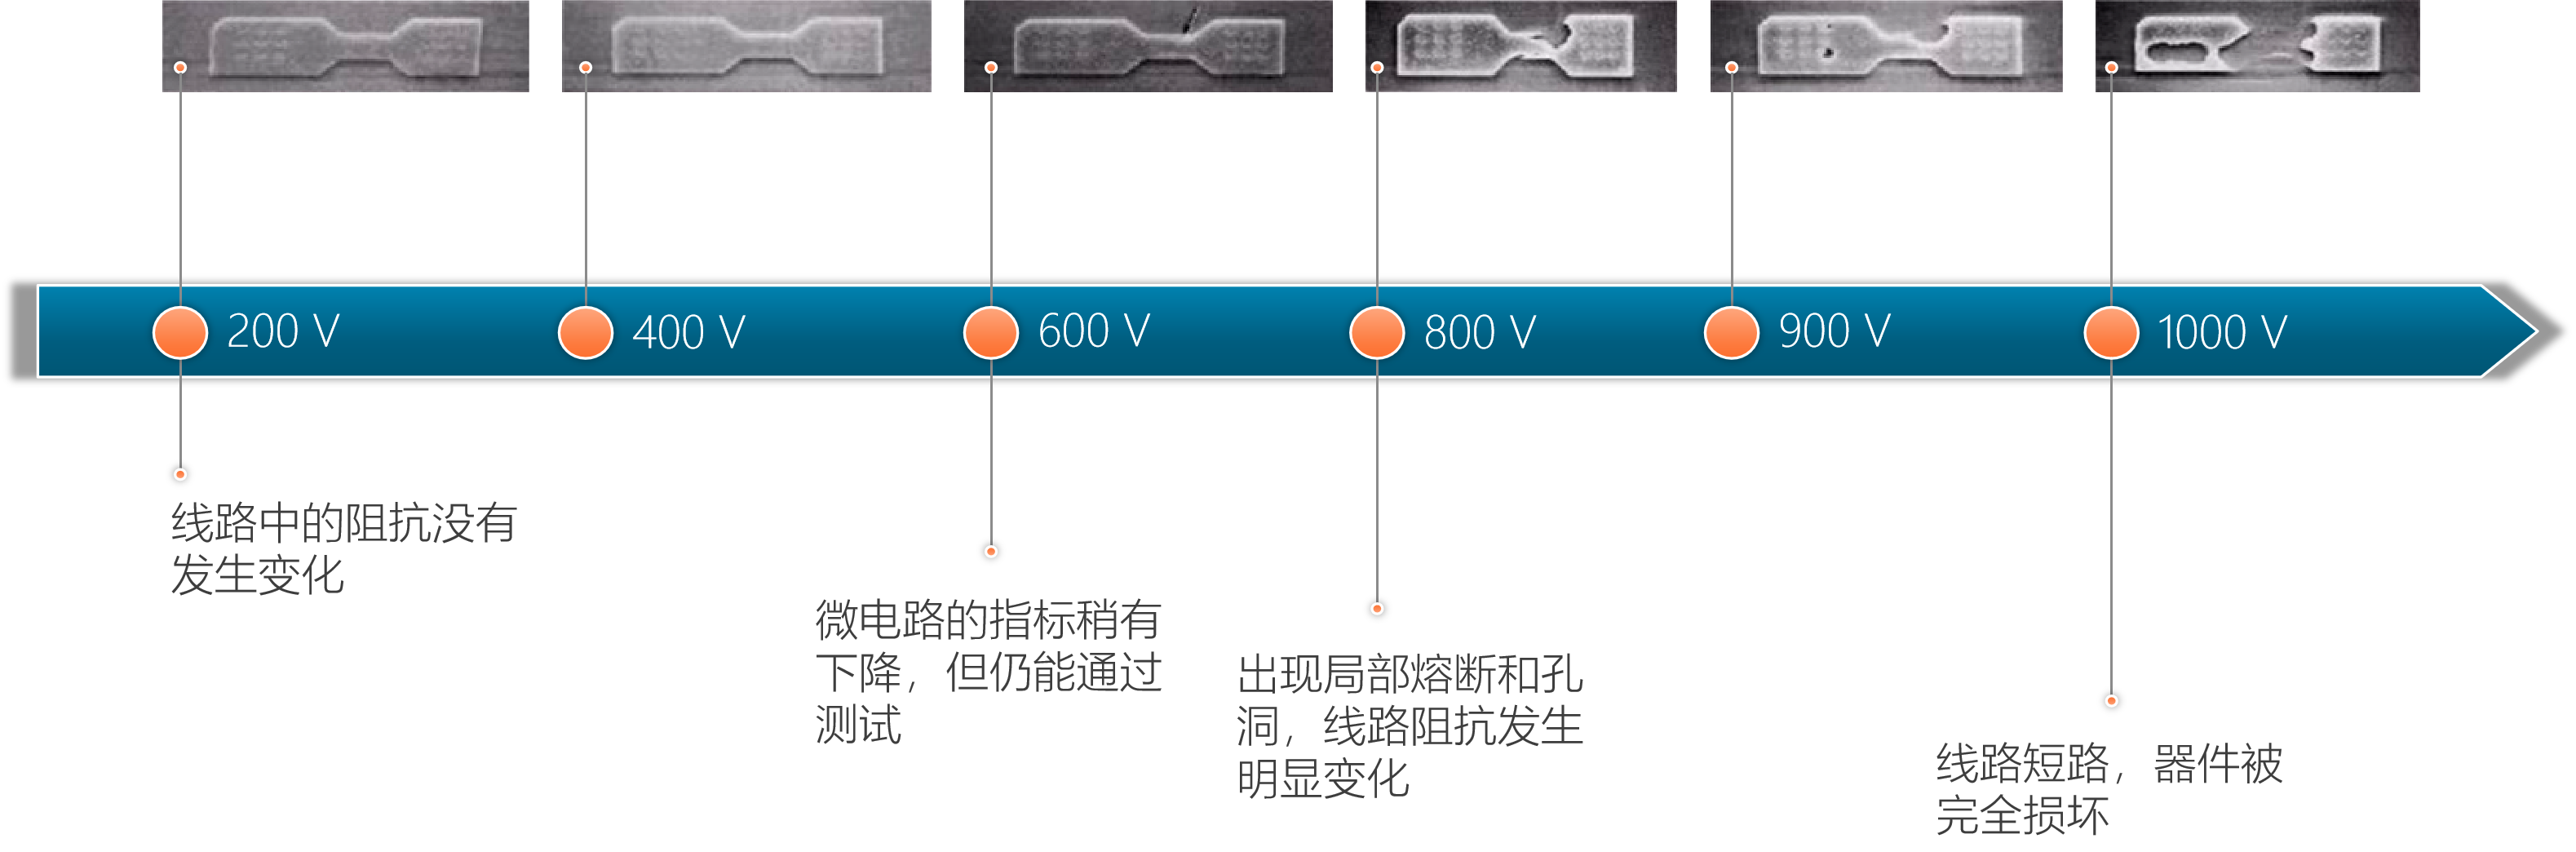 200 V
400 V
600 V
800 V
900 V
1000 V
线路中的阻抗没有
发生变化
微电路的指标稍有
下降，但仍能通过
测试
出现局部熔断和孔
洞，线路阻抗发生
明显变化
线路短路，器件被
完全损坏